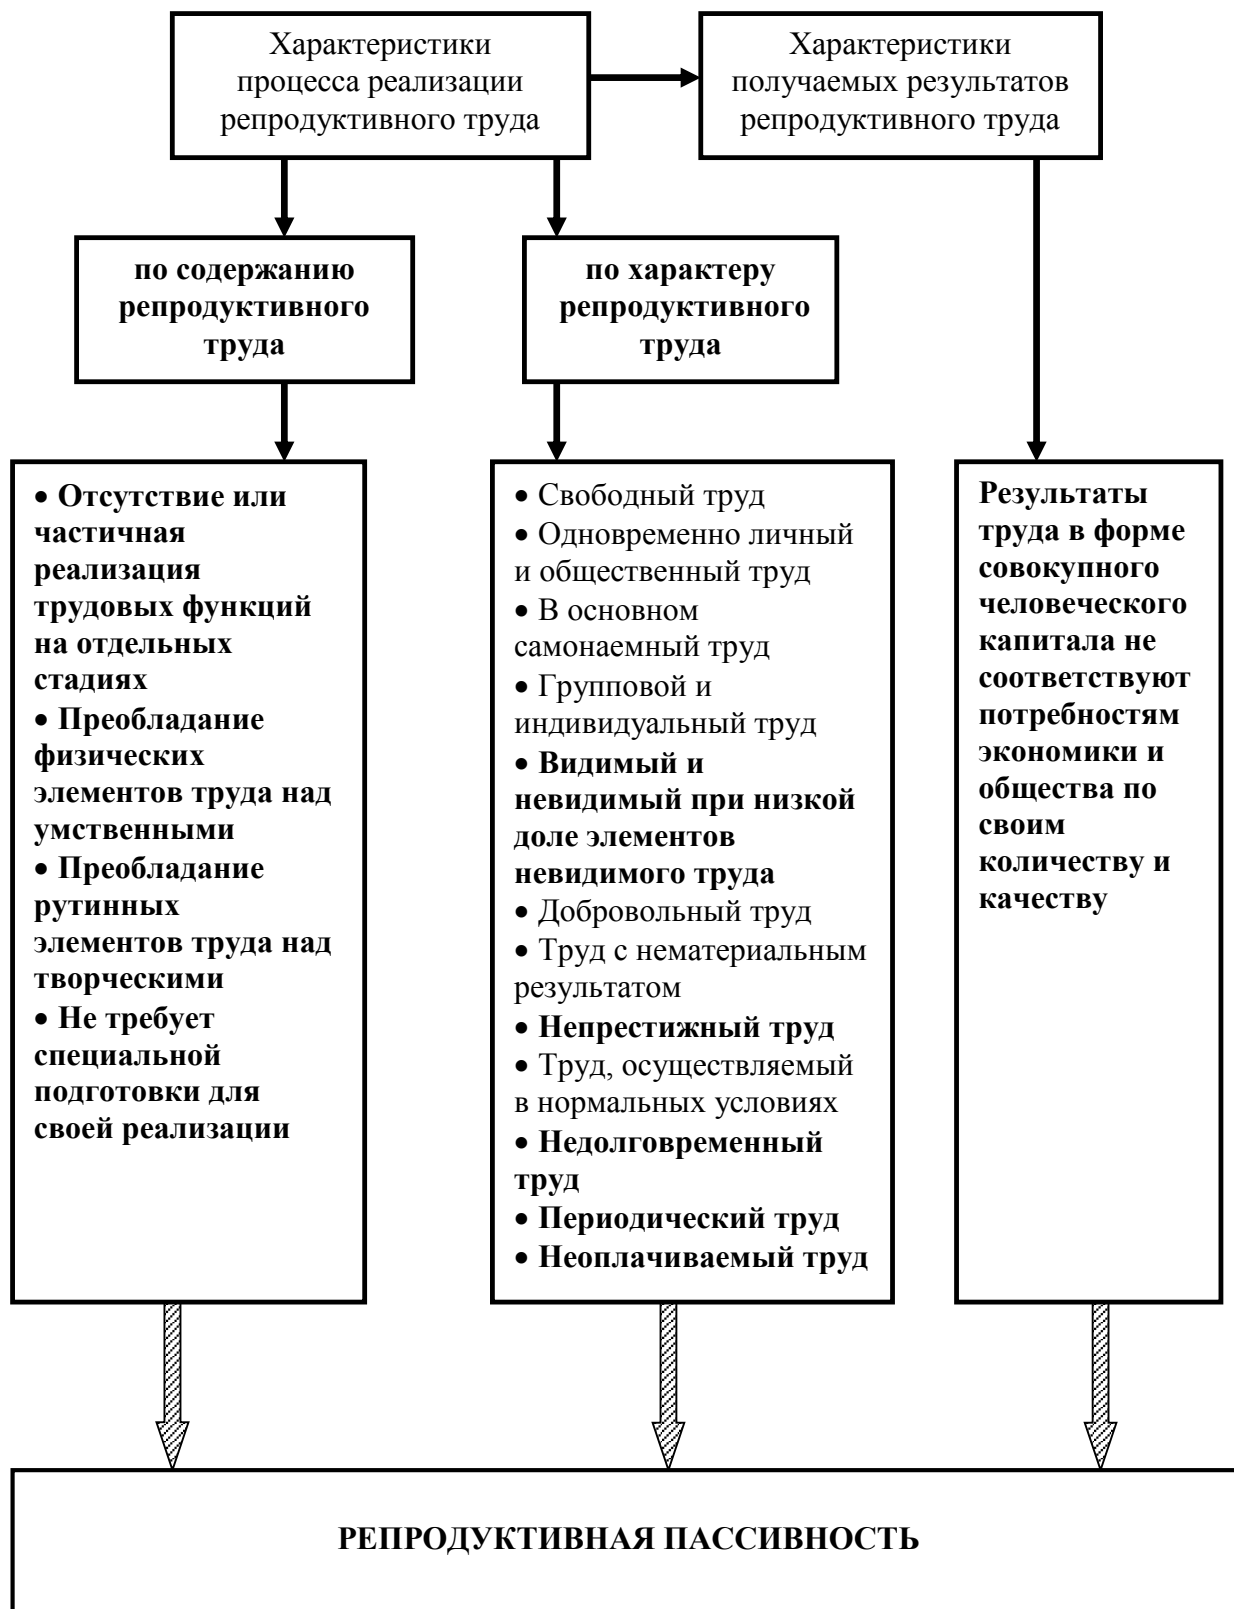 Характеристики
процесса реализации
репродуктивного труда
Характеристики
получаемых результатов
репродуктивного труда
по содержанию
репродуктивного
труда
по характеру
репродуктивного
труда
• Отсутствие или
частичная
реализация
трудовых функций
на отдельных
стадиях
• Преобладание
физических
элементов труда над
умственными
• Преобладание
рутинных
элементов труда над
творческими
• Не требует
специальной
подготовки для
своей реализации
• Свободный труд
• Одновременно личный
и общественный труд
• В основном
самонаемный труд
• Групповой и
индивидуальный труд
• Видимый и
невидимый при низкой
доле элементов
невидимого труда
• Добровольный труд
• Труд с нематериальным
результатом
• Непрестижный труд
• Труд, осуществляемый
в нормальных условиях
• Недолговременный
труд
• Периодический труд
• Неоплачиваемый труд
Результаты
труда в форме
совокупного
человеческого
капитала не
соответствуют
потребностям
экономики и
общества по
своим
количеству и
качеству
РЕПРОДУКТИВНАЯ ПАССИВНОСТЬ